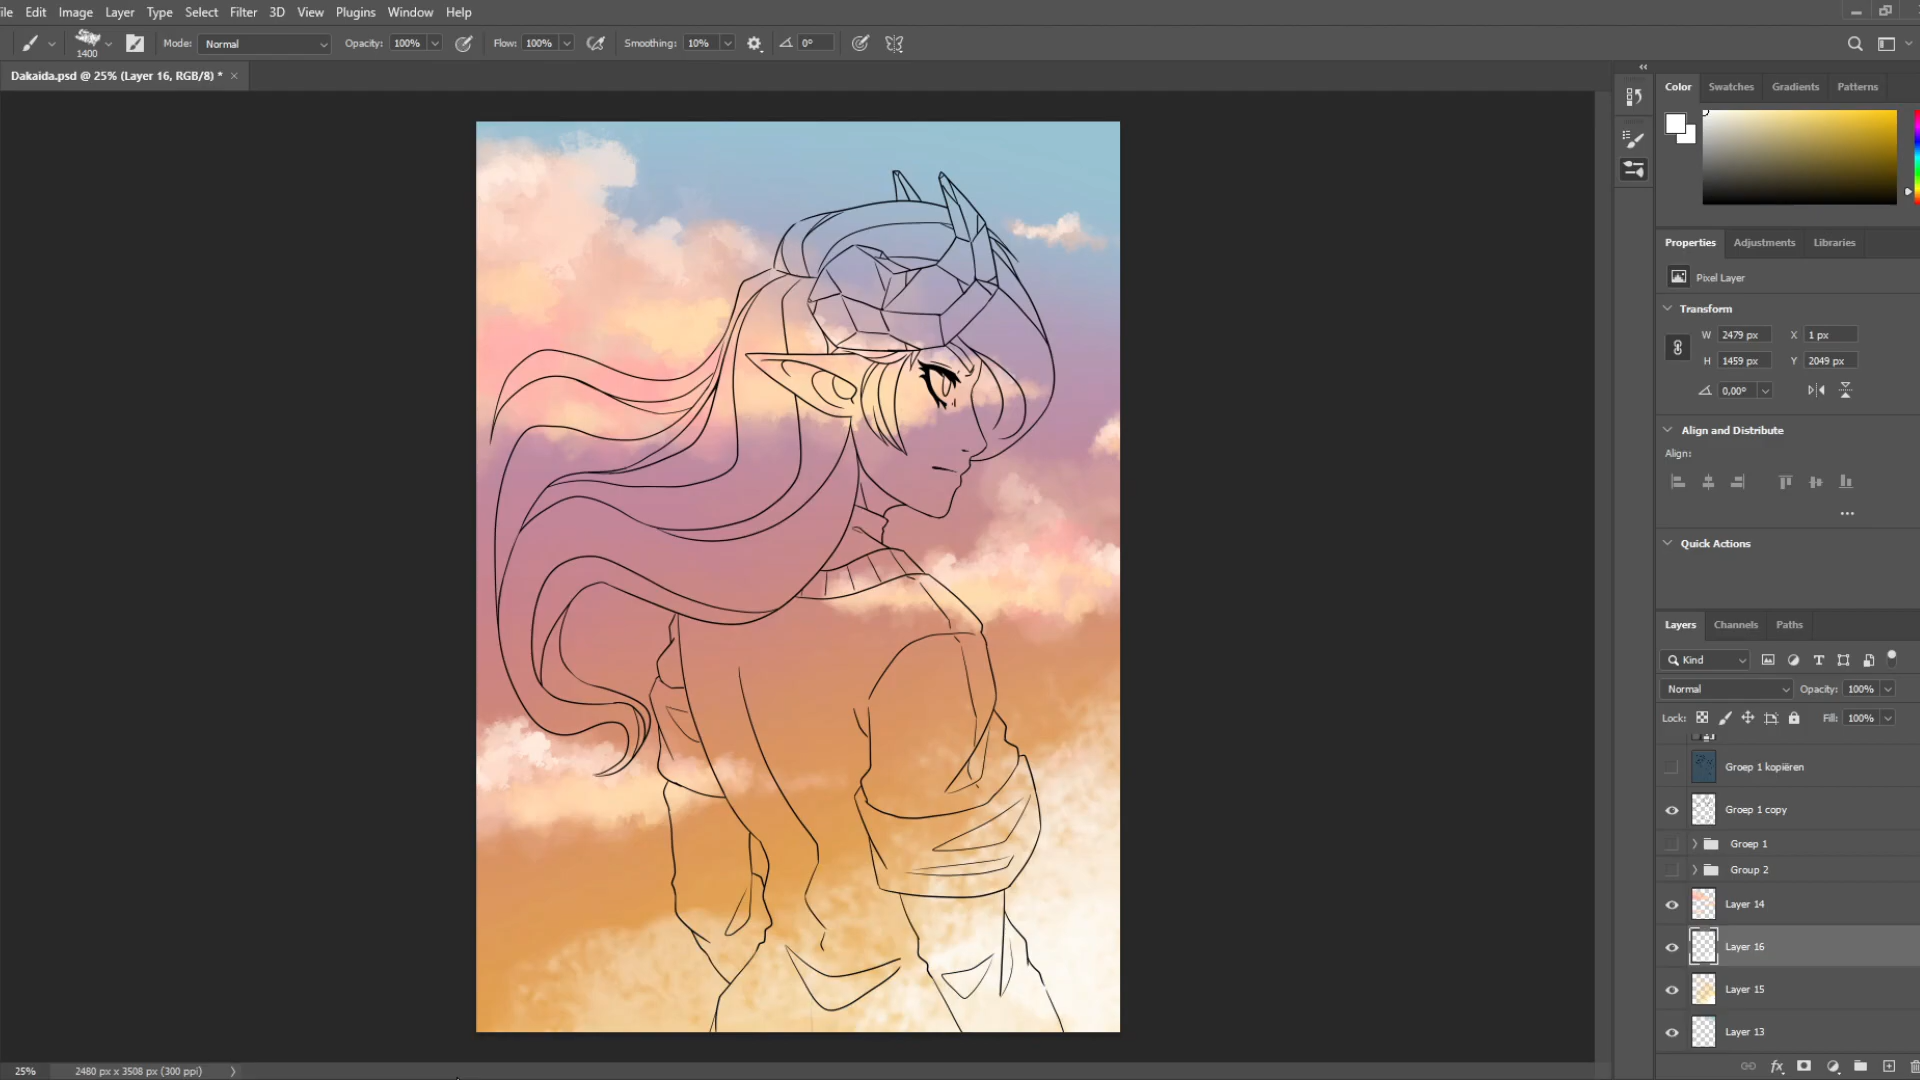 ile Edit Image Layer Type Select Filter 3D View Plugins Window Help
1400 Mode: Normal Opacity: 100% Flow: 100% Smoothing: 10% 0°
Dakaida.psd @ 25% (Layer 16, RGB/8) * ×
Color Swatches Gradients Patterns
Properties Adjustments Libraries
Pixel Layer
Transform
W 2479 px X 1 px
H 1459 px Y 2049 px
0,00°
Align and Distribute
Align:
Quick Actions
Layers Channels Paths
Kind
Normal Opacity: 100%
Lock: Fill: 100%
Groep 1 kopiëren
Groep 1 copy
Groep 1
Group 2
Layer 14
Layer 16
Layer 15
Layer 13
fx
25% 2480 px x 3508 px (300 ppi)